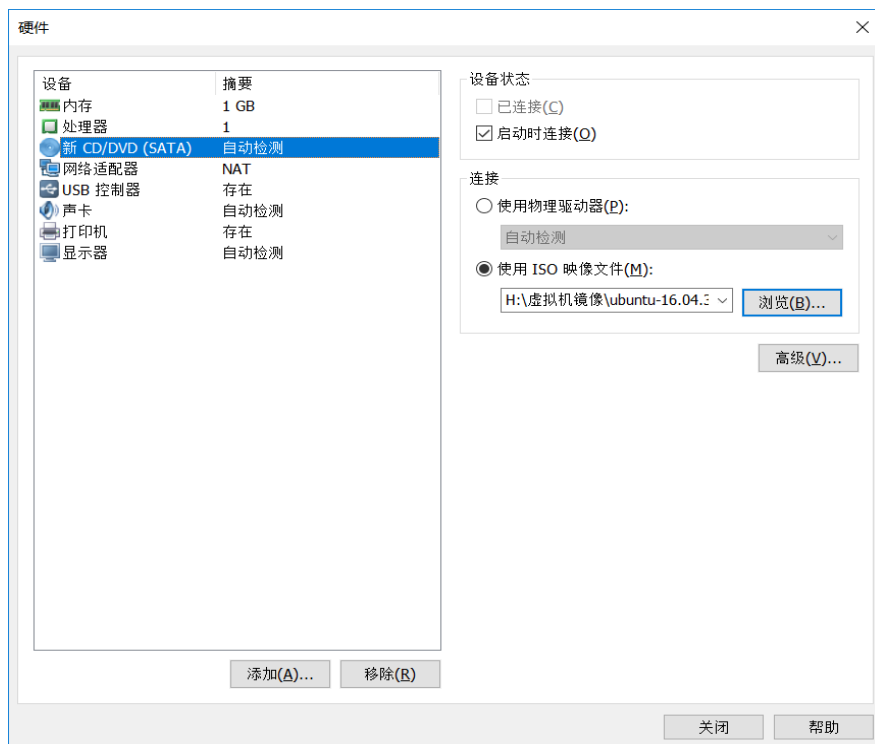 硬件
设备 摘要
内存 1 GB
处理器 1
新 CD/DVD (SATA) 自动检测
网络适配器 NAT
USB 控制器 存在
声卡 自动检测
打印机 存在
显示器 自动检测
添加(A)... 移除(R)
设备状态
已连接(C)
启动时连接(O)
连接
使用物理驱动器(P):
自动检测
使用 ISO 映像文件(M):
H:\虚拟机镜像\ubuntu-16.04.3 浏览(B)...
高级(V)...
关闭 帮助